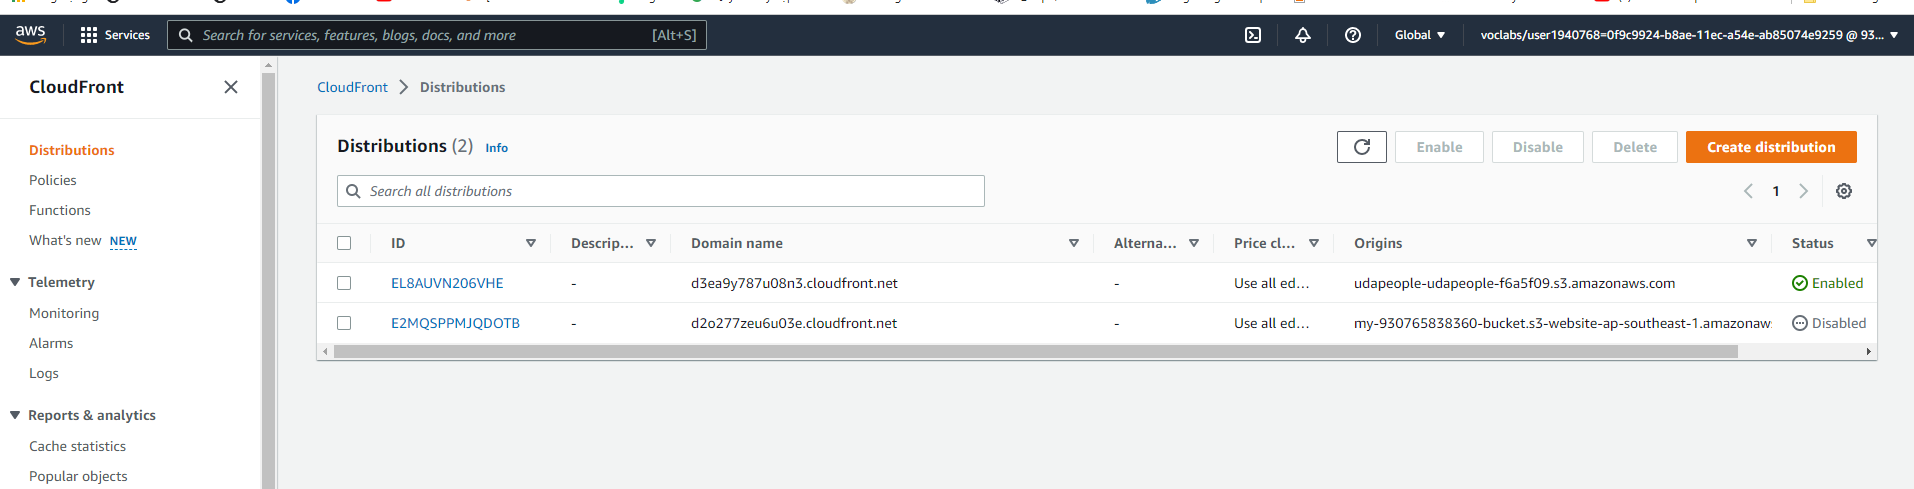 aws
Services
Search for services, features, blogs, docs, and more
[Alt+S]
Global
voclabs/user1940768=0f9c9924-b8ae-11ec-a54e-ab85074e9259 @ 93...
CloudFront
Distributions
Policies
Functions
What's new NEW
Telemetry
Monitoring
Alarms
Logs
Reports & analytics
Cache statistics
Popular objects
CloudFront > Distributions
Distributions (2) Info
Enable
Disable
Delete
Create distribution
Search all distributions
1
ID Descrip... Domain name Alterna... Price cl... Origins Status
EL8AUVN206VHE - d3ea9y787u08n3.cloudfront.net - Use all ed... udapeople-udapeople-f6a5f09.s3.amazonaws.com Enabled
E2MQSPPMJQDOTB - d2o277zeu6u03e.cloudfront.net - Use all ed... my-930765838360-bucket.s3-website-ap-southeast-1.amazonaws Disabled